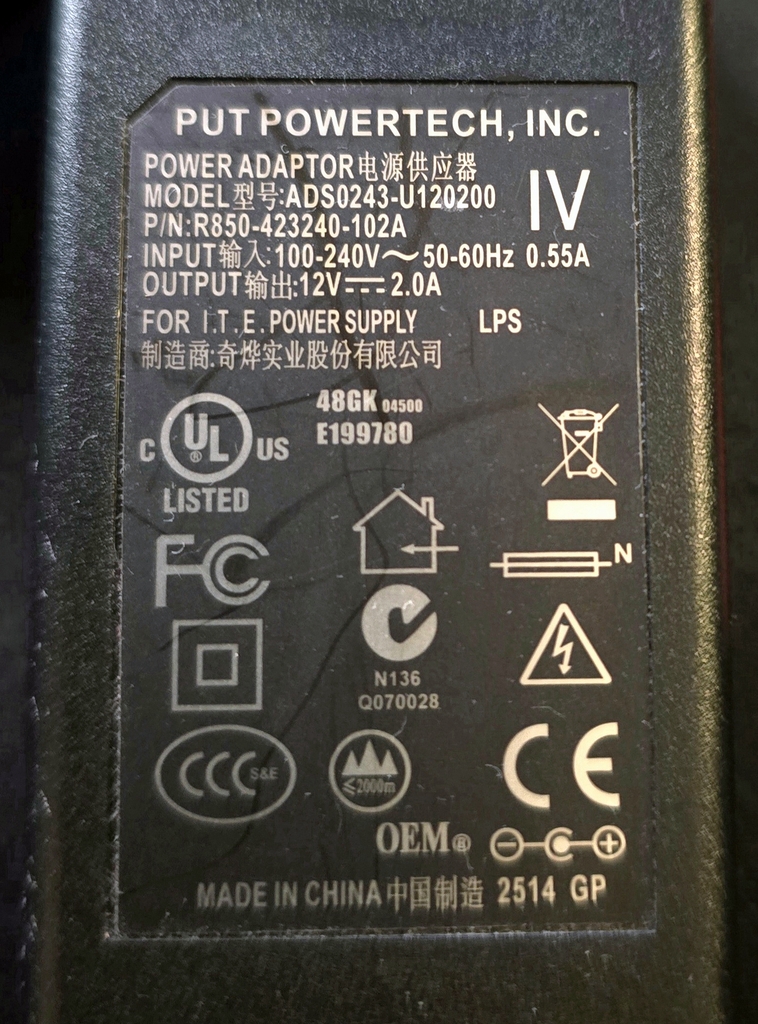 PUT POWERTECH, INC.
POWER ADAPTOR电源供应器
MODEL型号:ADS0243-U120200
IV
P/N:R850-423240-102A
INPUT输入:100-240V～50-60Hz 0.55A
OUTPUT输出:12V⎓2.0A
FOR I.T.E. POWER SUPPLY LPS
制造商:奇烨实业股份有限公司
48GK 04500
E199780
C UL ® US
LISTED
FC
N
N136
Q070028
CCC S&E
≤2000m
CE
OEM®
MADE IN CHINA中国制造 2514 GP